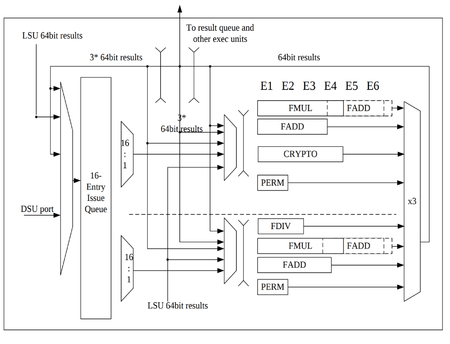 To result queue and
other exec units
LSU 64bit results
3* 64bit results
64bit results
E1 E2 E3 E4 E5 E6
FMUL
FADD
3*
64bit results
FADD
16
:
1
CRYPTO
16-
Entry
Issue
Queue
PERM
x3
DSU port
FDIV
FMUL
FADD
16
:
1
FADD
PERM
LSU 64bit results